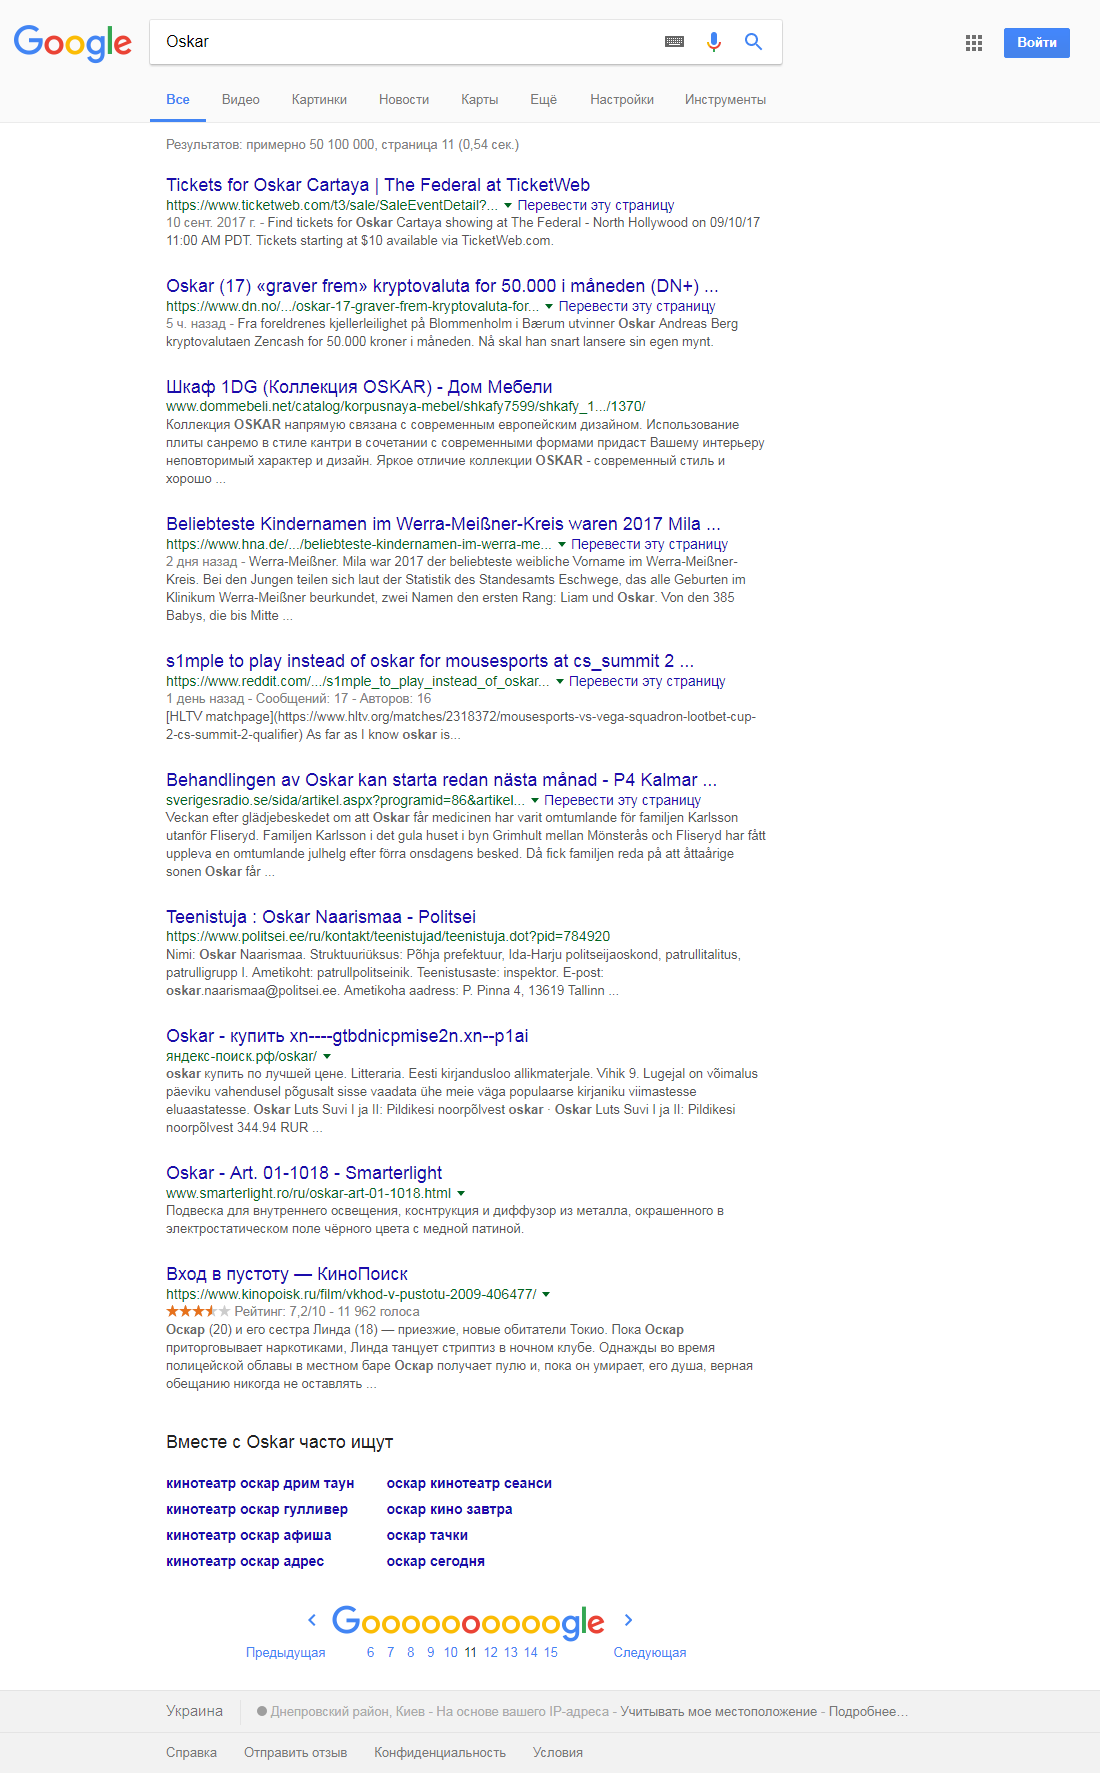 Google
Oskar
Войти
Все Видео Картинки Новости Карты Ещё Настройки Инструменты
Результатов: примерно 50 100 000, страница 11 (0,54 сек.)
Tickets for Oskar Cartaya | The Federal at TicketWeb
https://www.ticketweb.com/t3/sale/SaleEventDetail?... Перевести эту страницу
10 сент. 2017 г. - Find tickets for Oskar Cartaya showing at The Federal - North Hollywood on 09/10/17
11:00 AM PDT. Tickets starting at $10 available via TicketWeb.com.
Oskar (17) «graver frem» kryptovaluta for 50.000 i måneden (DN+) ...
https://www.dn.no/.../oskar-17-graver-frem-kryptovaluta-for... Перевести эту страницу
5 ч. назад - Fra foreldrenes kjellerleilighet på Blommenholm i Bærum utvinner Oskar Andreas Berg
kryptovalutaen Zencash for 50.000 kroner i måneden. Nå skal han snart lansere sin egen mynt.
Шкаф 1DG (Коллекция OSKAR) - Дом Мебели
www.dommebeli.net/catalog/korpusnaya-mebel/shkafy7599/shkafy_1.../1370/
Коллекция OSKAR напрямую связана с современным европейским дизайном. Использование
плиты санремо в стиле кантри в сочетании с современными формами придаст Вашему интерьеру
неповторимый характер и дизайн. Яркое отличие коллекции OSKAR - современный стиль и
хорошо ...
Beliebteste Kindernamen im Werra-Meißner-Kreis waren 2017 Mila ...
https://www.hna.de/.../beliebteste-kindernamen-im-werra-me... Перевести эту страницу
2 дня назад - Werra-Meißner. Mila war 2017 der beliebteste weibliche Vorname im Werra-Meißner-
Kreis. Bei den Jungen teilen sich laut der Statistik des Standesamts Eschwege, das alle Geburten im
Klinikum Werra-Meißner beurkundet, zwei Namen den ersten Rang: Liam und Oskar. Von den 385
Babys, die bis Mitte ...
s1mple to play instead of oskar for mousesports at cs_summit 2 ...
https://www.reddit.com/.../s1mple_to_play_instead_of_oskar... Перевести эту страницу
1 день назад - Сообщений: 17 - Авторов: 16
[HLTV matchpage](https://www.hltv.org/matches/2318372/mousesports-vs-vega-squadron-lootbet-cup-
2-cs-summit-2-qualifier) As far as I know oskar is...
Behandlingen av Oskar kan starta redan nästa månad - P4 Kalmar ...
sverigesradio.se/sida/artikel.aspx?programid=86&artikel... Перевести эту страницу
Veckan efter glädjebeskedet om att Oskar får medicinen har varit omtumlande för familjen Karlsson
utanför Fliseryd. Familjen Karlsson i det gula huset i byn Grimhult mellan Mönsterås och Fliseryd har fått
uppleva en omtumlande julhelg efter förra onsdagens besked. Då fick familjen reda på att åttaårige
sonen Oskar får ...
Teenistuja : Oskar Naarismaa - Politsei
https://www.politsei.ee/ru/kontakt/teenistujad/teenistuja.dot?pid=784920
Nimi: Oskar Naarismaa. Struktuuriüksus: Põhja prefektuur, Ida-Harju politseijaoskond, patrullitalitus,
patrulligrupp I. Ametikoht: patrullpolitseinik. Teenistusaste: inspektor. E-post:
oskar.naarismaa@politsei.ee. Ametikoha aadress: P. Pinna 4, 13619 Tallinn ...
Oskar - купить xn----gtbdnicpmise2n.xn--p1ai
яндекс-поиск.рф/oskar/
oskar купить по лучшей цене. Litteraria. Eesti kirjandusloo allikmaterjale. Vihik 9. Lugejal on võimalus
päeviku vahendusel põgusalt sisse vaadata ühe meie väga populaarse kirjaniku viimastesse
eluaastatesse. Oskar Luts Suvi I ja II: Pildikesi noorpõlvest oskar · Oskar Luts Suvi I ja II: Pildikesi
noorpõlvest 344.94 RUR ...
Oskar - Art. 01-1018 - Smarterlight
www.smarterlight.ro/ru/oskar-art-01-1018.html
Подвеска для внутреннего освещения, коснтрукция и диффузор из металла, окрашенного в
электростатическом поле чёрного цвета с медной патиной.
Вход в пустоту — КиноПоиск
https://www.kinopoisk.ru/film/vkhod-v-pustotu-2009-406477/
Рейтинг: 7,2/10 - 11 962 голоса
Оскар (20) и его сестра Линда (18) — приезжие, новые обитатели Токио. Пока Оскар
приторговывает наркотиками, Линда танцует стриптиз в ночном клубе. Однажды во время
полицейской облавы в местном баре Оскар получает пулю и, пока он умирает, его душа, верная
обещанию никогда не оставлять ...
Вместе с Oskar часто ищут
кинотеатр оскар дрим таун оскар кинотеатр сеанси
кинотеатр оскар гулливер оскар кино завтра
кинотеатр оскар афиша оскар тачки
кинотеатр оскар адрес оскар сегодня
Goooooooooogle
Предыдущая 6 7 8 9 10 11 12 13 14 15 Следующая
Украина Днепровский район, Киев - На основе вашего IP-адреса - Учитывать мое местоположение - Подробнее…
Справка Отправить отзыв Конфиденциальность Условия